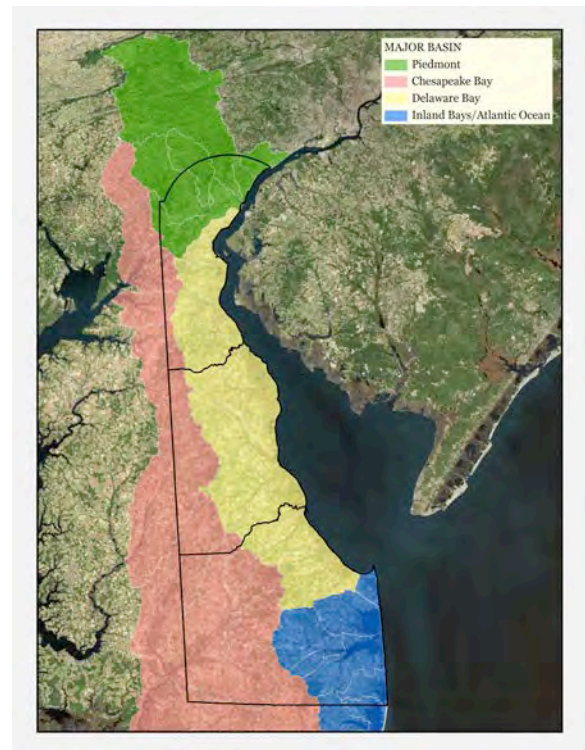 MAJOR BASIN
Piedmont
Chesapeake Bay
Delaware Bay
Inland Bays/Atlantic Ocean